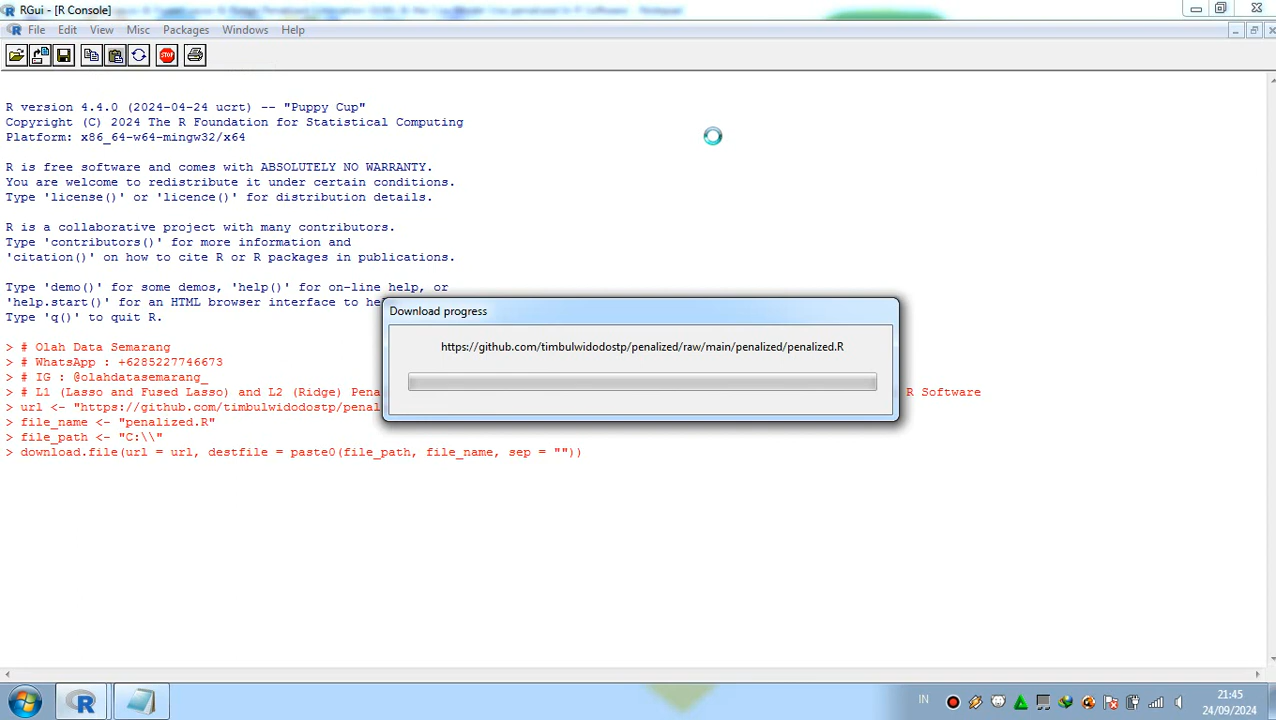 RGui - [R Console]
File Edit View Misc Packages Windows Help
STOP
R version 4.4.0 (2024-04-24 ucrt) -- "Puppy Cup"
Copyright (C) 2024 The R Foundation for Statistical Computing
Platform: x86_64-w64-mingw32/x64
R is free software and comes with ABSOLUTELY NO WARRANTY.
You are welcome to redistribute it under certain conditions.
Type 'license()' or 'licence()' for distribution details.
R is a collaborative project with many contributors.
Type 'contributors()' for more information and
'citation()' on how to cite R or R packages in publications.
Type 'demo()' for some demos, 'help()' for on-line help, or
'help.start()' for an HTML browser interface to he
Type 'q()' to quit R.
Download progress
https://github.com/timbulwidodostp/penalized/raw/main/penalized/penalized.R
> # Olah Data Semarang
> # WhatsApp : +6285227746673
> # IG : @olahdatasemarang_
> # L1 (Lasso and Fused Lasso) and L2 (Ridge) Pena R Software
> url <- "https://github.com/timbulwidodostp/penal
> file_name <- "penalized.R"
> file_path <- "C:\\"
> download.file(url = url, destfile = paste0(file_path, file_name, sep = ""))
IN
21:45
24/09/2024